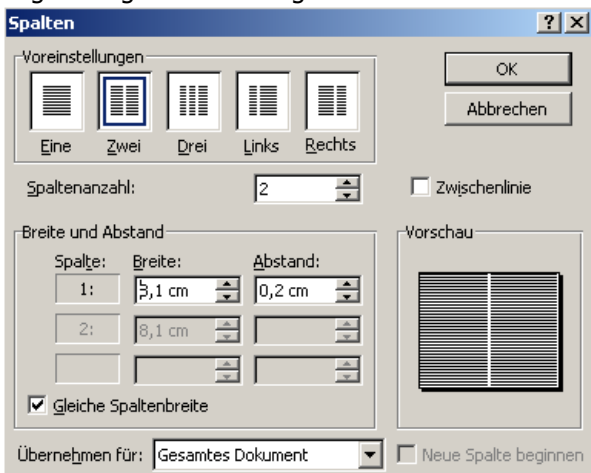 Spalten
Voreinstellungen
OK
Abbrechen
Eine Zwei Drei Links Rechts
Spaltenanzahl: 2 Zwischenlinie
Breite und Abstand Vorschau
Spalte: Breite: Abstand:
1: 8,1 cm 0,2 cm
2: 8,1 cm
Gleiche Spaltenbreite
Übernehmen für: Gesamtes Dokument Neue Spalte beginnen